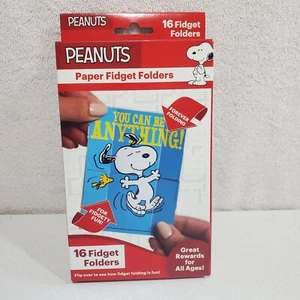 PEANUTS
16 Fidget
Folders
PEANUTS
Paper Fidget Folders
YOU CAN BE
ANYTHING!
FOREVER
FOLDING
FOR
FIDGETY
FUN!
16 Fidget
Folders
Great
Rewards
for
All Ages!
Flip over to see how fidget folding is fun!